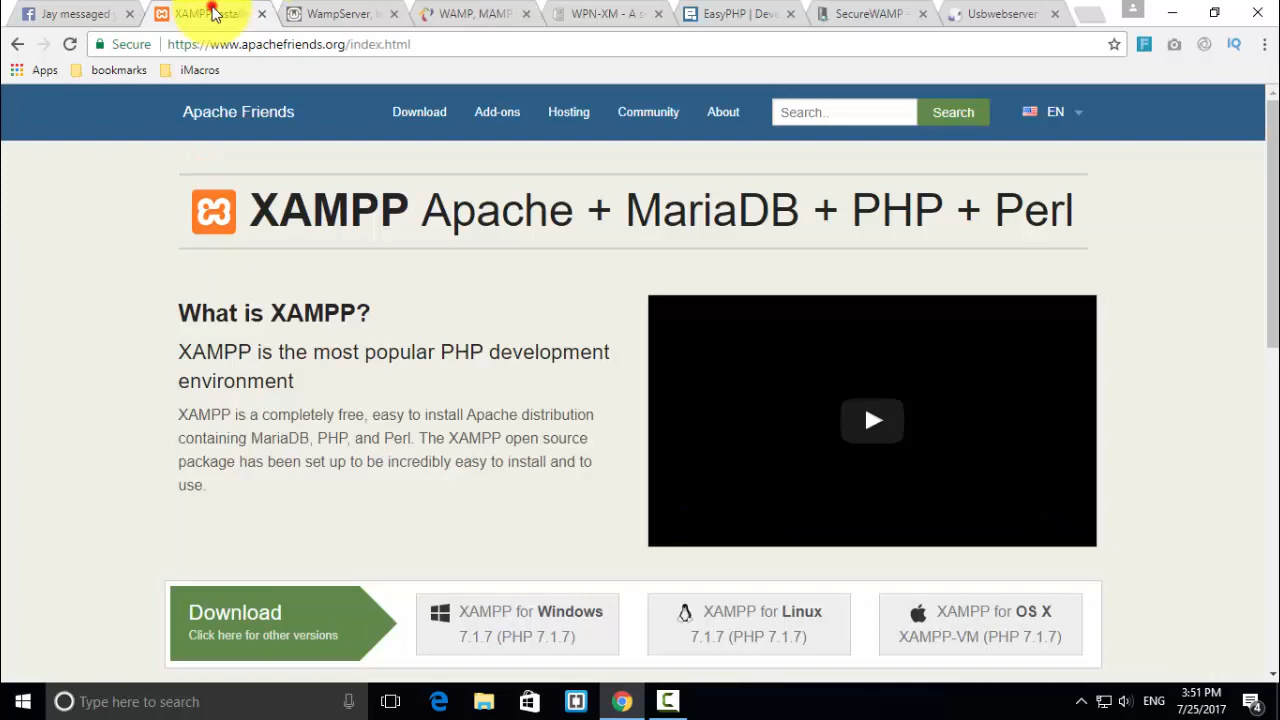 Jay messaged
XAMPP Installe
WampServer, l
WAMP, MAMP
WPN-XM - A s
EasyPHP | Dev
SecureWAMP
Usbwebserver
Secure
https://www.apachefriends.org/index.html
Apps
bookmarks
iMacros
Apache Friends
Download
Add-ons
Hosting
Community
About
Search..
Search
EN
XAMPP Apache + MariaDB + PHP + Perl
What is XAMPP?
XAMPP is the most popular PHP development
environment
XAMPP is a completely free, easy to install Apache distribution
containing MariaDB, PHP, and Perl. The XAMPP open source
package has been set up to be incredibly easy to install and to
use.
Download
Click here for other versions
XAMPP for Windows
7.1.7 (PHP 7.1.7)
XAMPP for Linux
7.1.7 (PHP 7.1.7)
XAMPP for OS X
XAMPP-VM (PHP 7.1.7)
Type here to search
ENG
3:51 PM
7/25/2017
4